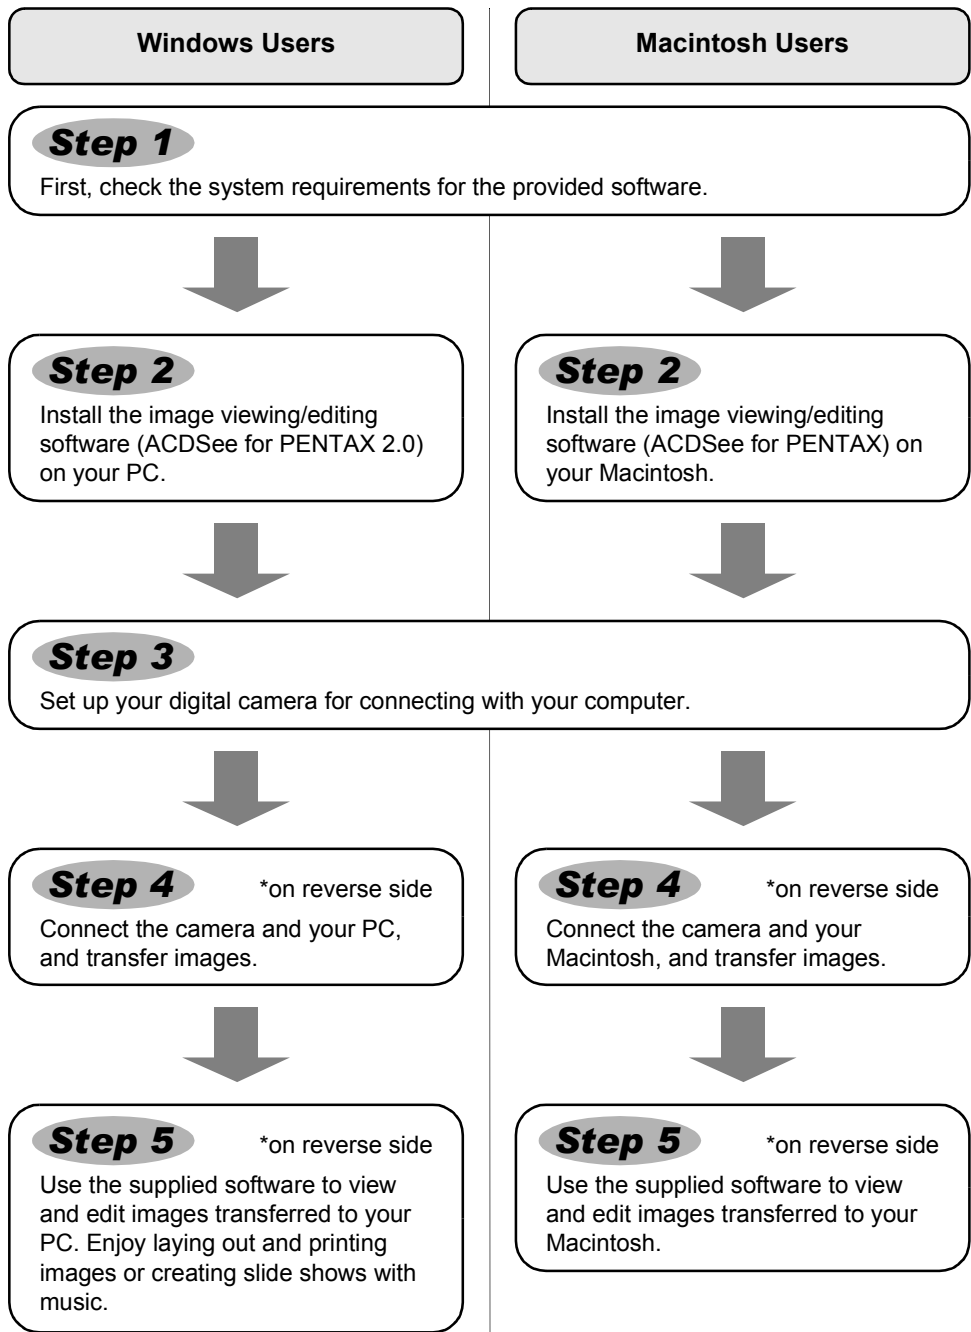 Windows Users
Macintosh Users
Step 1
First, check the system requirements for the provided software.
Step 2
Install the image viewing/editing
software (ACDSee for PENTAX 2.0)
on your PC.
Step 2
Install the image viewing/editing
software (ACDSee for PENTAX) on
your Macintosh.
Step 3
Set up your digital camera for connecting with your computer.
Step 4 *on reverse side
Connect the camera and your PC,
and transfer images.
Step 4 *on reverse side
Connect the camera and your
Macintosh, and transfer images.
Step 5 *on reverse side
Use the supplied software to view
and edit images transferred to your
PC. Enjoy laying out and printing
images or creating slide shows with
music.
Step 5 *on reverse side
Use the supplied software to view
and edit images transferred to your
Macintosh.